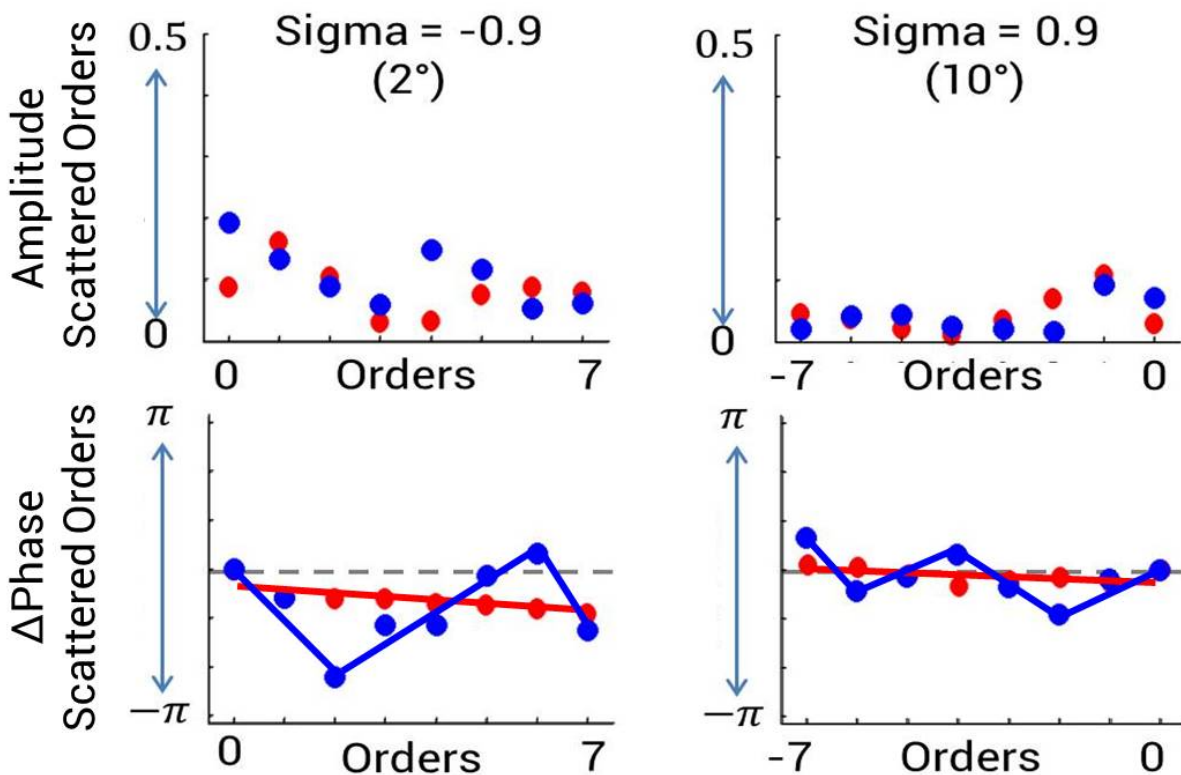 Amplitude
Scattered Orders
0.5
0
Sigma = -0.9
(2°)
0
Orders
7
0.5
0
Sigma = 0.9
(10°)
-7
Orders
0
ΔPhase
Scattered Orders
π
−π
0
Orders
7
π
−π
-7
Orders
0